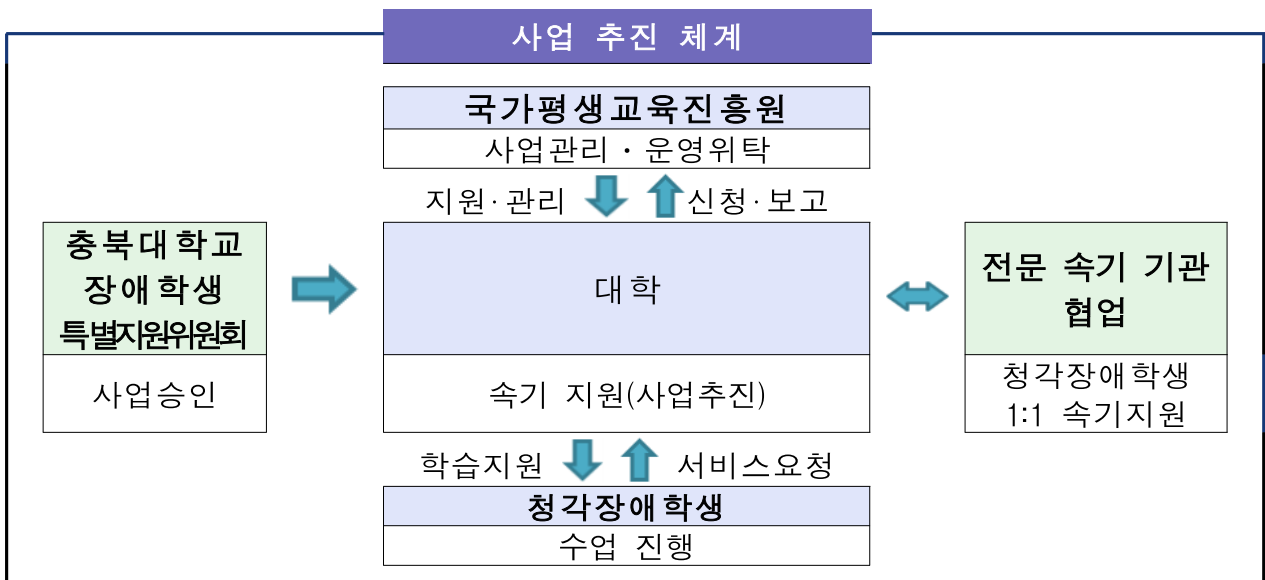 사업 추진 체계
국가평생교육진흥원
사업관리·운영위탁
지원·관리 신청·보고
충북대학교
장애학생
특별지원위원회
사업승인
대학
속기 지원(사업추진)
전문 속기 기관
협업
청각장애학생
1:1 속기지원
학습지원 서비스요청
청각장애학생
수업 진행